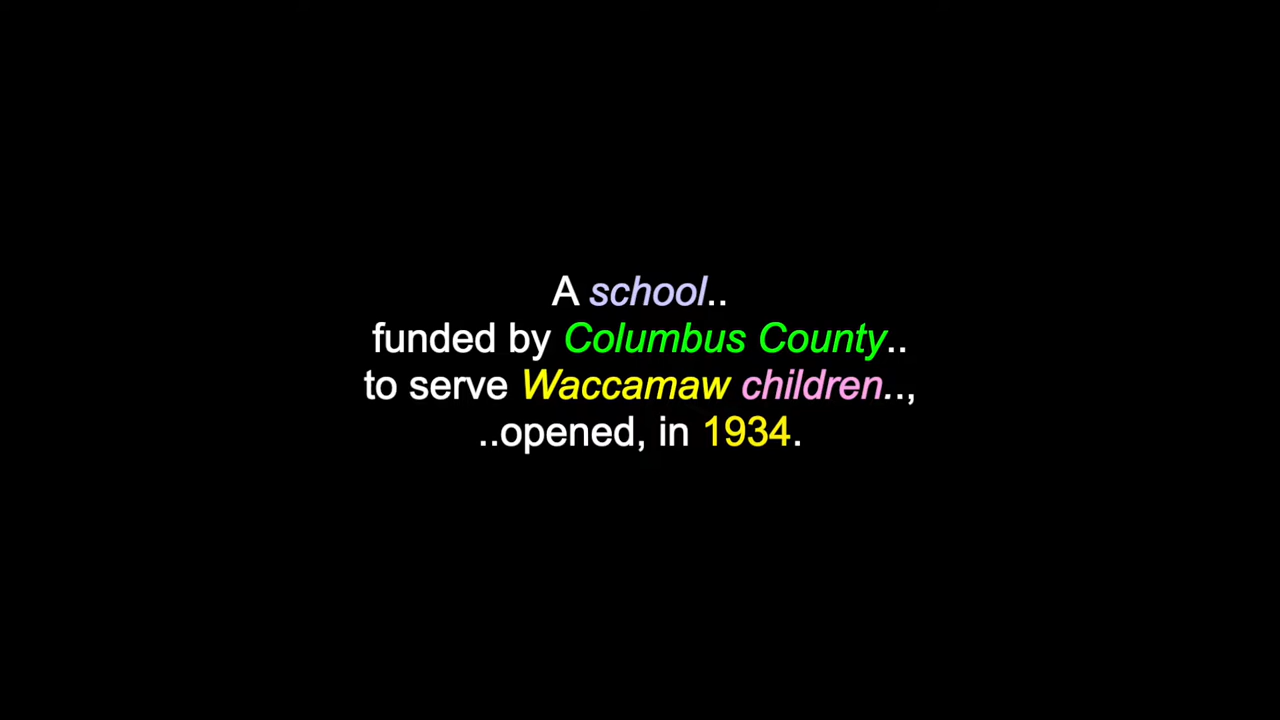 A school..
funded by Columbus County..
to serve Waccamaw children..,
..opened, in 1934.